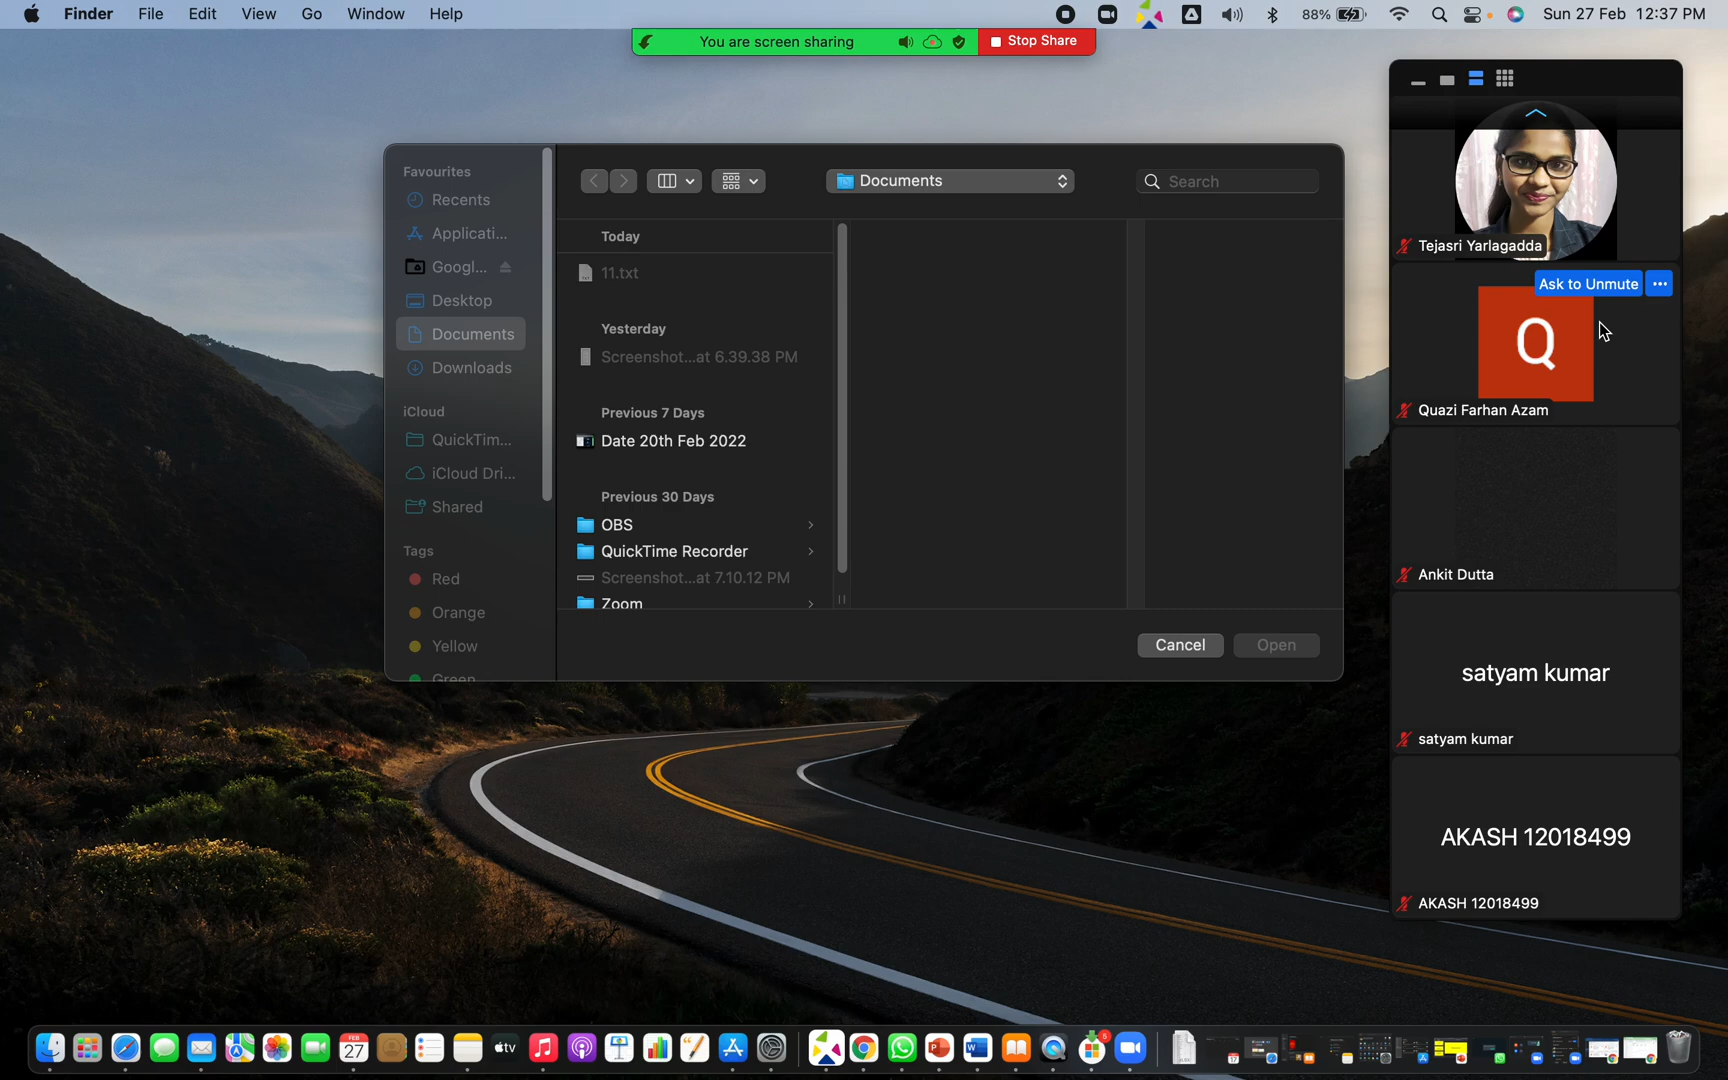 Finder File Edit View Go Window Help
88% Sun 27 Feb 12:37 PM
You are screen sharing Stop Share
Favourites
Recents
Applicati...
Googl...
Desktop
Documents
Downloads
iCloud
QuickTim...
iCloud Dri...
Shared
Tags
Red
Orange
Yellow
Green
Documents
Search
Today
11.txt
Yesterday
Screenshot...at 6.39.38 PM
Previous 7 Days
Date 20th Feb 2022
Previous 30 Days
OBS
QuickTime Recorder
Screenshot...at 7.10.12 PM
Zoom
Cancel Open
Tejasri Yarlagadda
Ask to Unmute
Q
Quazi Farhan Azam
Ankit Dutta
satyam kumar
satyam kumar
AKASH 12018499
AKASH 12018499
FEB
27
tv
5